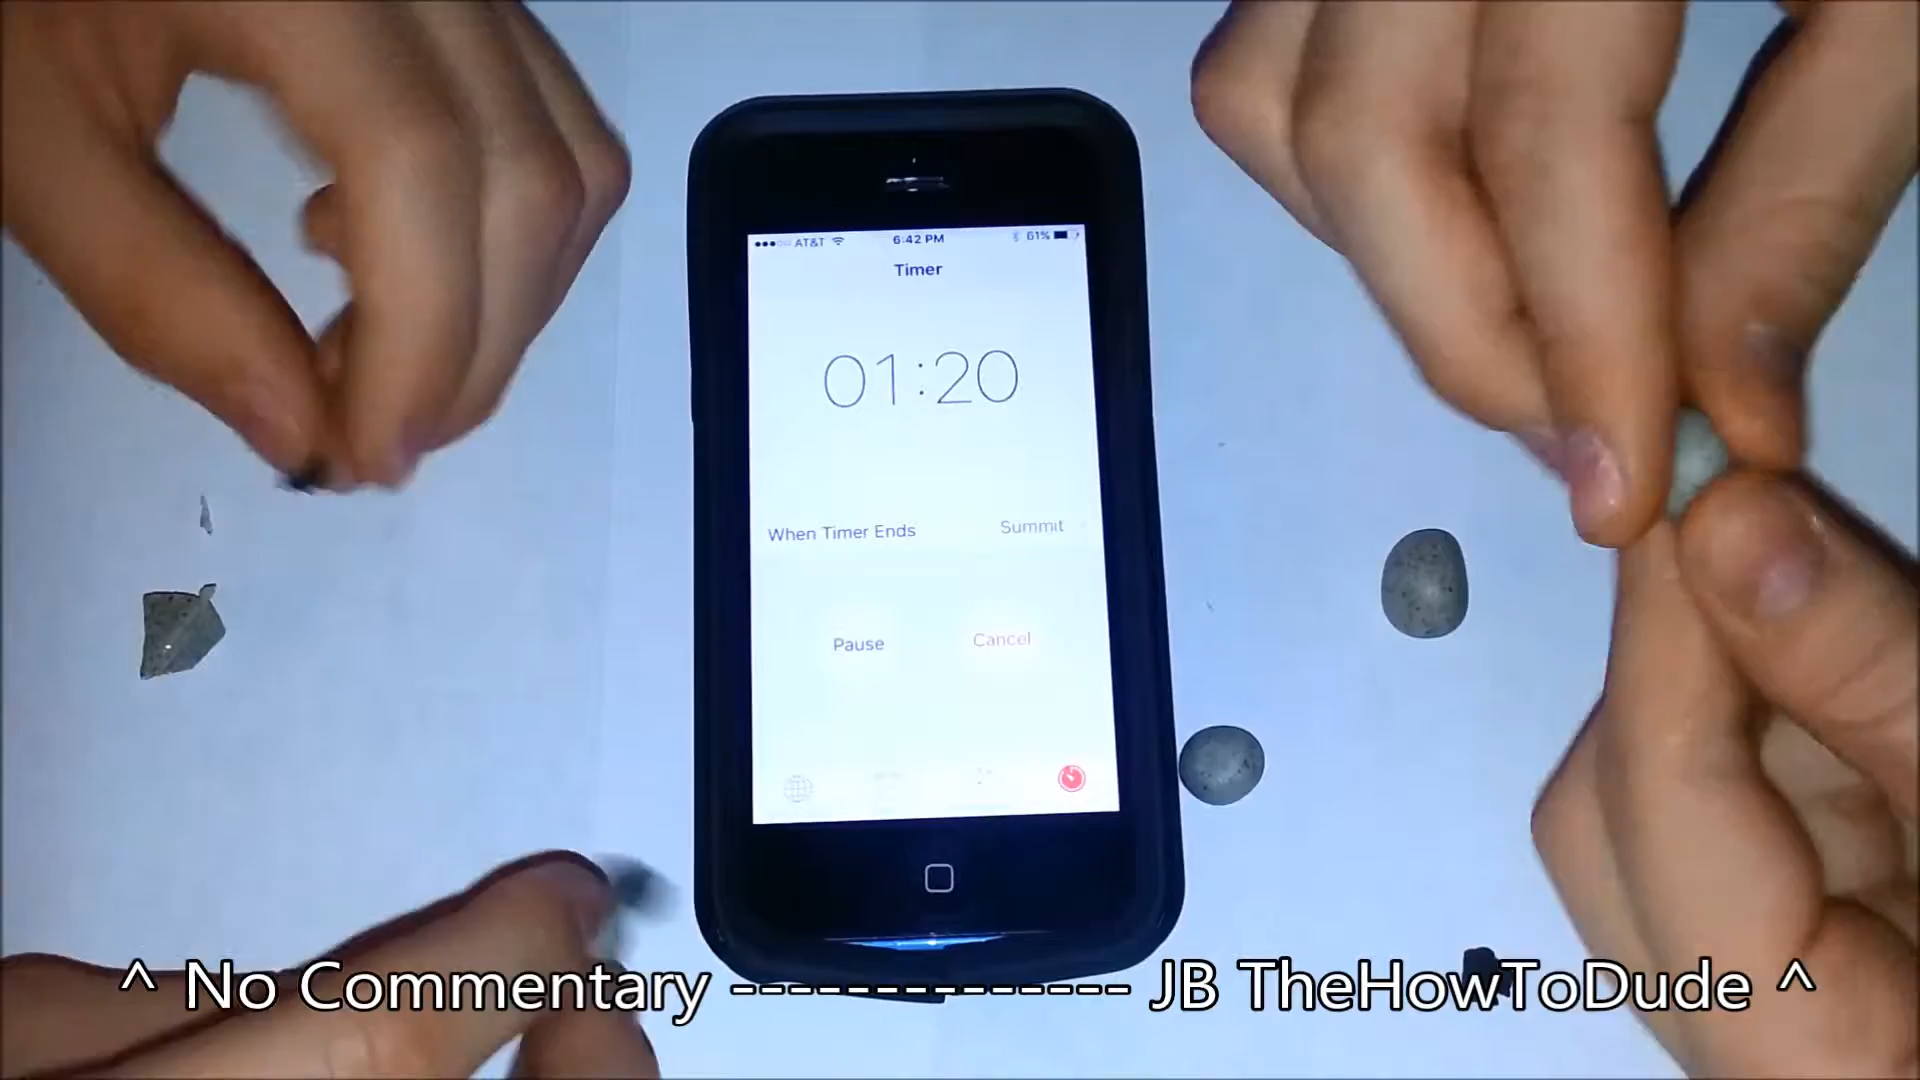 AT&T 6:42 PM 61%
Timer
01:20
When Timer Ends Summit
Pause Cancel
^ No Commentary -------------- JB TheHowToDude ^